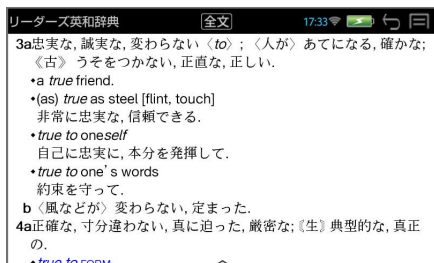 リーダーズ英和辞典 全文 17:33
3a忠実な, 誠実な, 変わらない〈to〉; 〈人が〉あてになる, 確かな;
《古》 うそをつかない, 正直な, 正しい.
◆a true friend.
◆(as) true as steel [flint, touch]
非常に忠実な, 信頼できる.
◆true to oneself
自己に忠実に, 本分を発揮して.
◆true to one's words
約束を守って.
b〈風などが〉変わらない, 定まった.
4a正確な, 寸分違わない, 真に迫った, 厳密な; 《生》 典型的な, 真正
の.
◆true to FORM